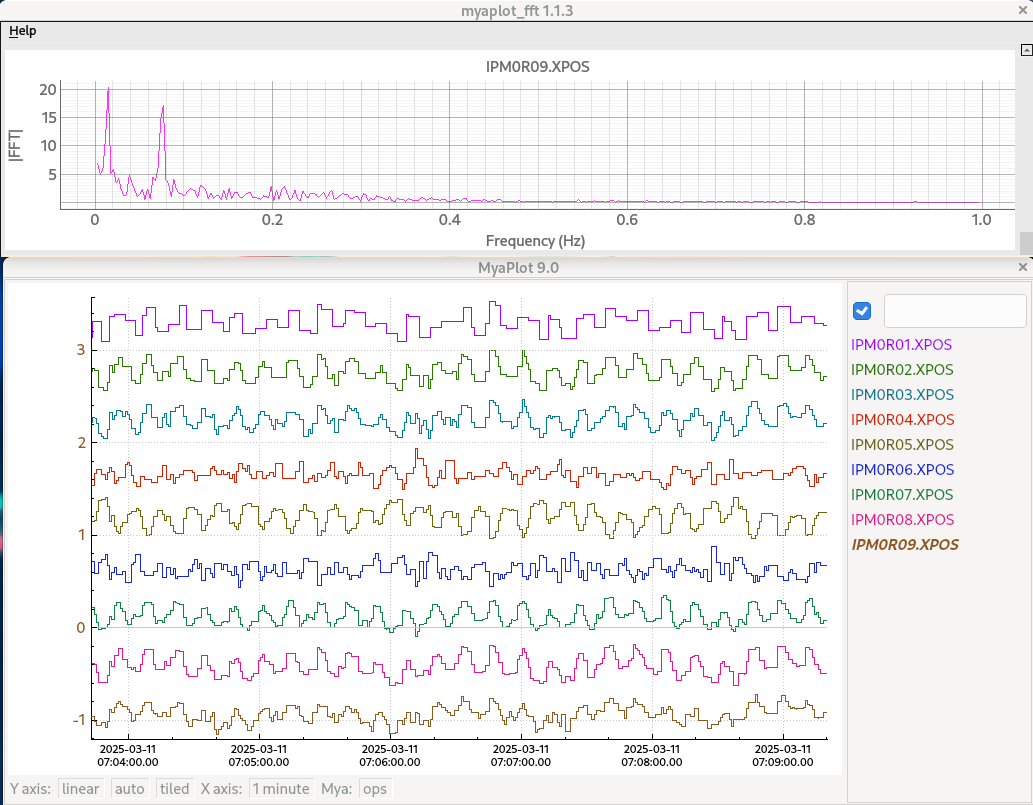 myaplot_fft 1.1.3 ×
Help
IPM0R09.XPOS
|FFT|
20
15
10
5
0 0.2 0.4 0.6 0.8 1.0
Frequency (Hz)
MyaPlot 9.0 ×
3
2
1
0
-1
2025-03-11 2025-03-11 2025-03-11 2025-03-11 2025-03-11 2025-03-11
07:04:00.00 07:05:00.00 07:06:00.00 07:07:00.00 07:08:00.00 07:09:00.00
IPM0R01.XPOS
IPM0R02.XPOS
IPM0R03.XPOS
IPM0R04.XPOS
IPM0R05.XPOS
IPM0R06.XPOS
IPM0R07.XPOS
IPM0R08.XPOS
IPM0R09.XPOS
Y axis: linear auto tiled X axis: 1 minute Mya: ops